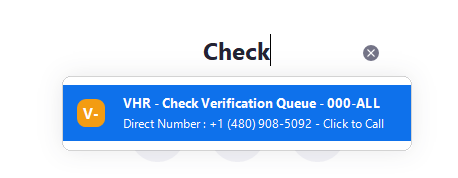 Check
V-
VHR - Check Verification Queue - 000-ALL
Direct Number : +1 (480) 908-5092 - Click to Call